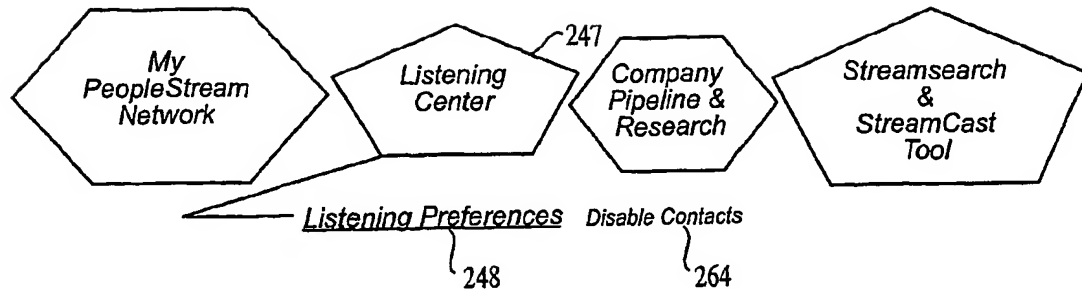 My
PeopleStream
Network
247
Listening
Center
Company
Pipeline &
Research
Streamsearch
&
StreamCast
Tool
Listening Preferences
Disable Contacts
248
264